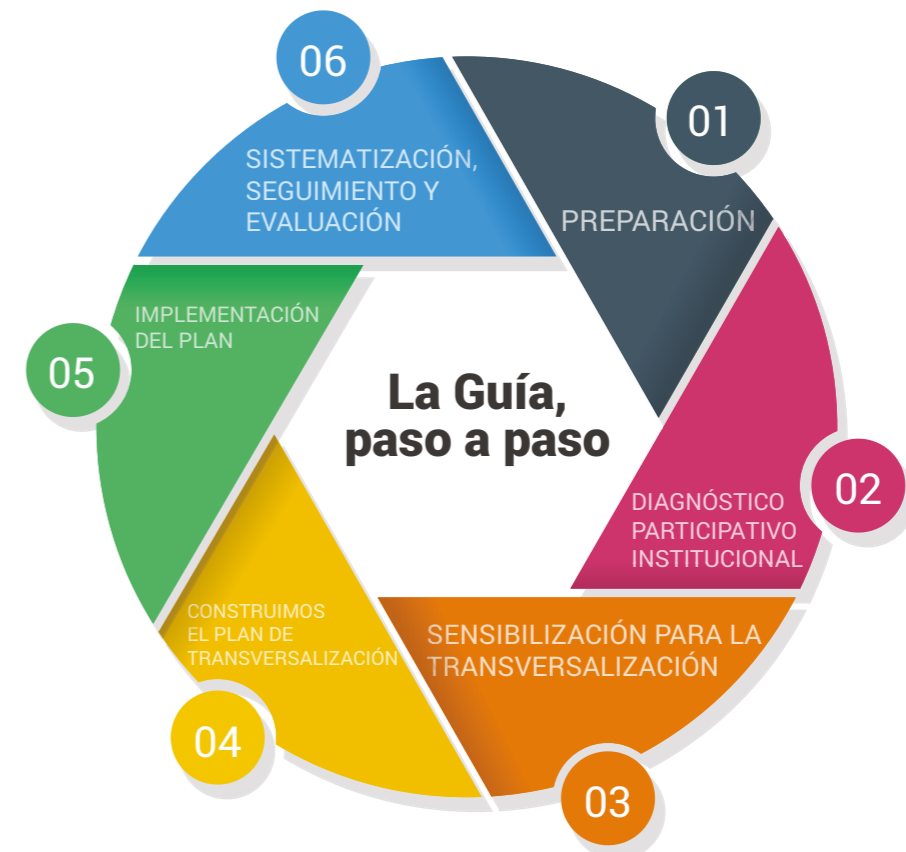 La Guía,
paso a paso
01
PREPARACIÓN
02
DIAGNÓSTICO
PARTICIPATIVO
INSTITUCIONAL
03
SENSIBILIZACIÓN PARA LA
TRANSVERSALIZACIÓN
04
CONSTRUIMOS
EL PLAN DE
TRANSVERSALIZACIÓN
05
IMPLEMENTACIÓN
DEL PLAN
06
SISTEMATIZACIÓN,
SEGUIMIENTO Y
EVALUACIÓN